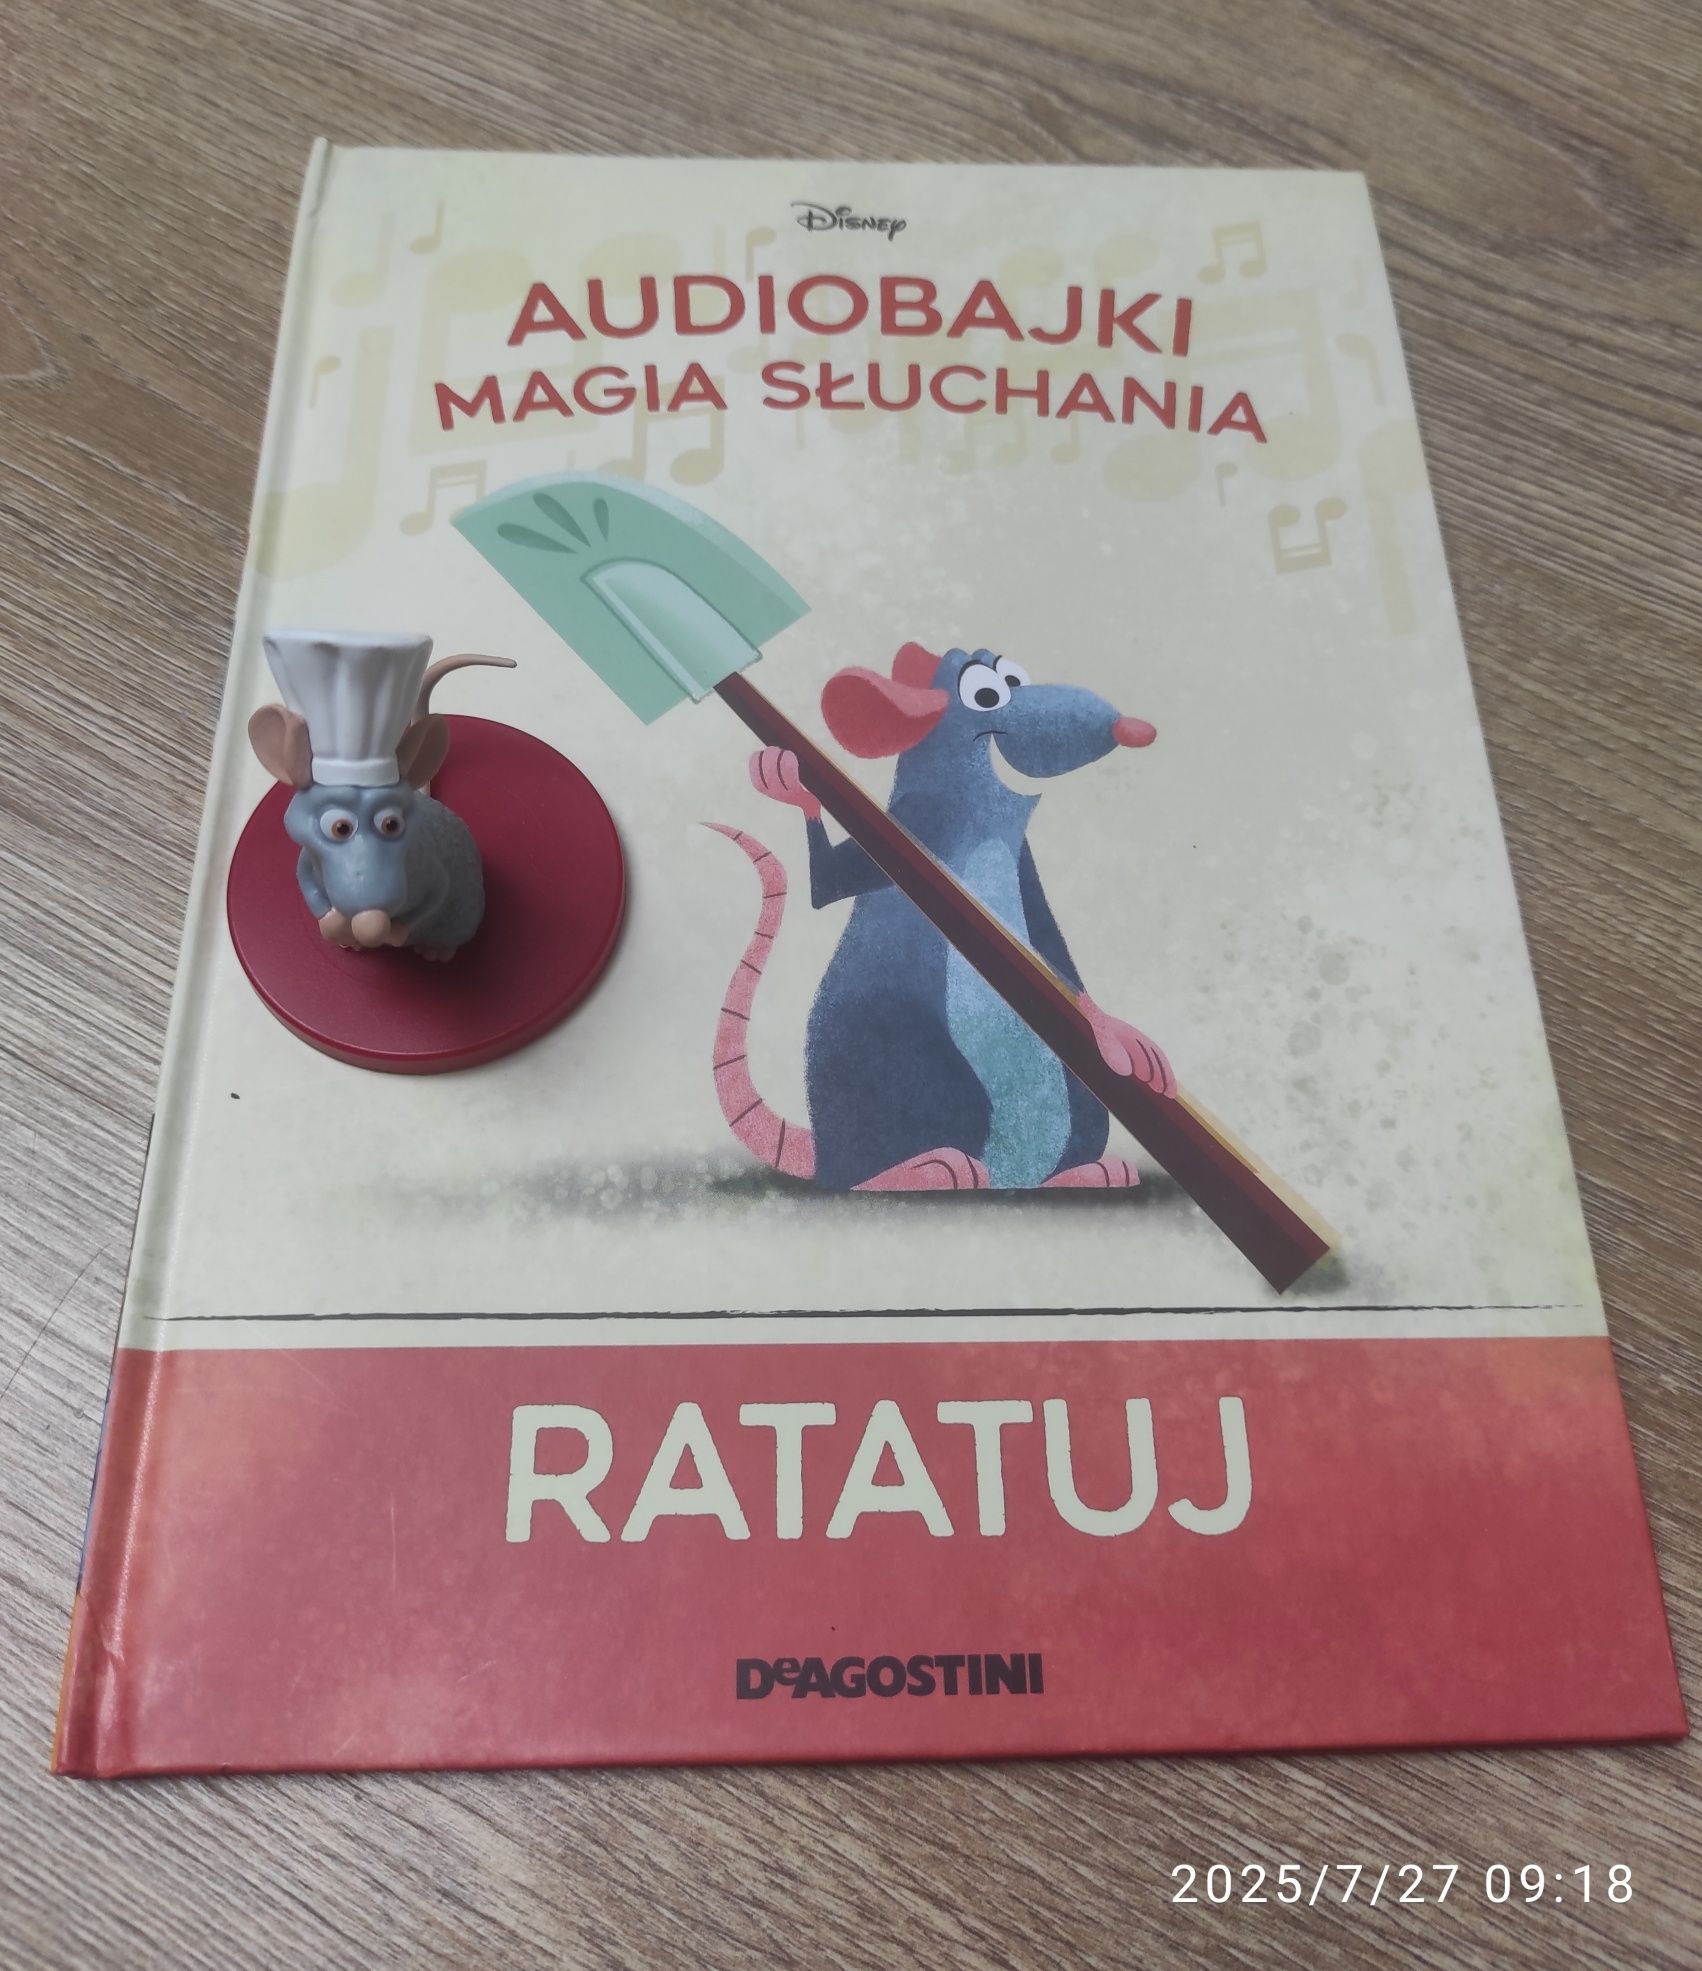 Disney
AUDIOBAJKI
MAGIA SŁUCHANIA
RATATUJ
DeAGOSTINI
2025/7/27 09:18